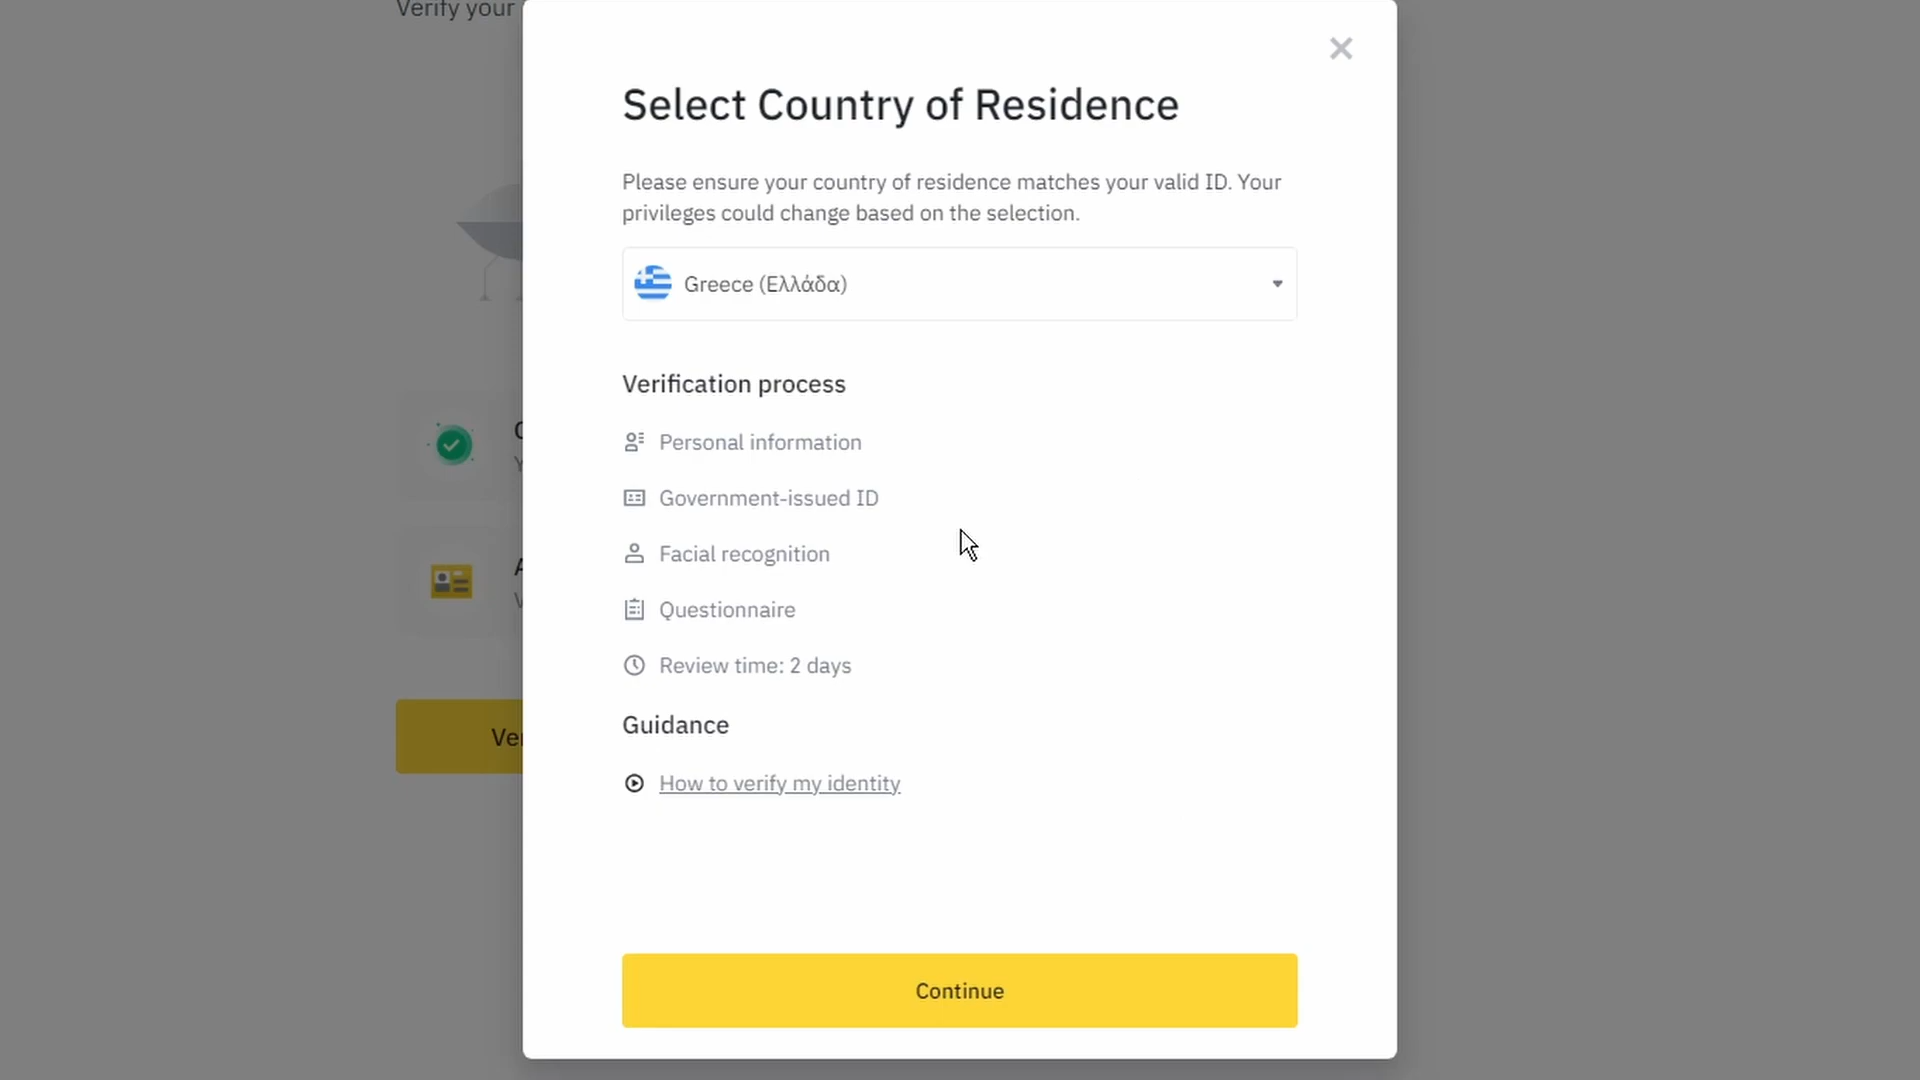 Verify your
Select Country of Residence
Please ensure your country of residence matches your valid ID. Your
privileges could change based on the selection.
Greece (Ελλάδα)
Verification process
Personal information
Government-issued ID
Facial recognition
Questionnaire
Review time: 2 days
Guidance
How to verify my identity
Continue